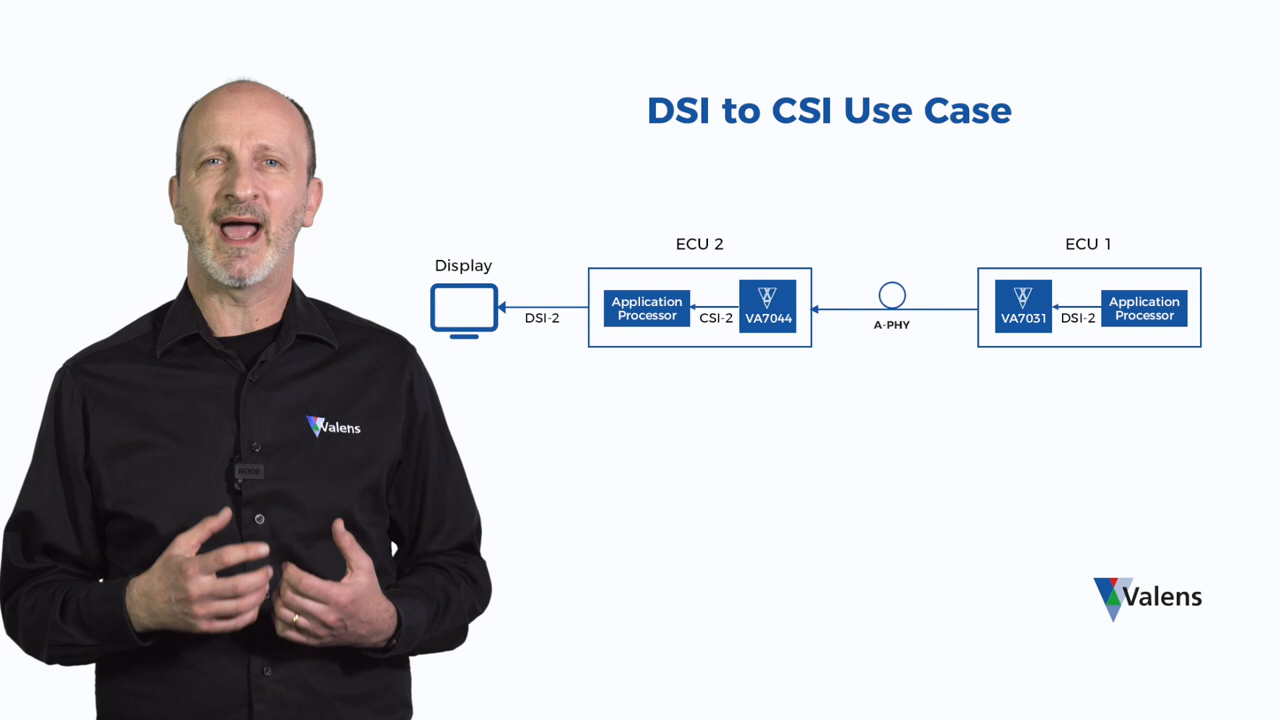 DSI to CSI Use Case
Display
DSI-2
ECU 2
Application
Processor
CSI-2
VA7044
A-PHY
ECU 1
VA7031
DSI-2
Application
Processor
Valens
RODE
Valens